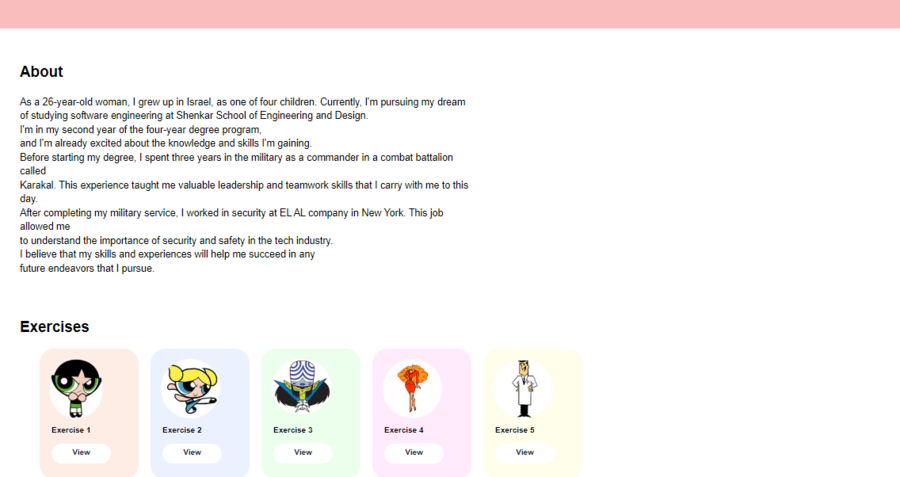 About
As a 26-year-old woman, I grew up in Israel, as one of four children. Currently, I'm pursuing my dream
of studying software engineering at Shenkar School of Engineering and Design.
I'm in my second year of the four-year degree program,
and I'm already excited about the knowledge and skills I'm gaining.
Before starting my degree, I spent three years in the military as a commander in a combat battalion
called
Karakal. This experience taught me valuable leadership and teamwork skills that I carry with me to this
day.
After completing my military service, I worked in security at EL AL company in New York. This job
allowed me
to understand the importance of security and safety in the tech industry.
I believe that my skills and experiences will help me succeed in any
future endeavors that I pursue.
Exercises
Exercise 1
Exercise 2
Exercise 3
Exercise 4
Exercise 5
View
View
View
View
View